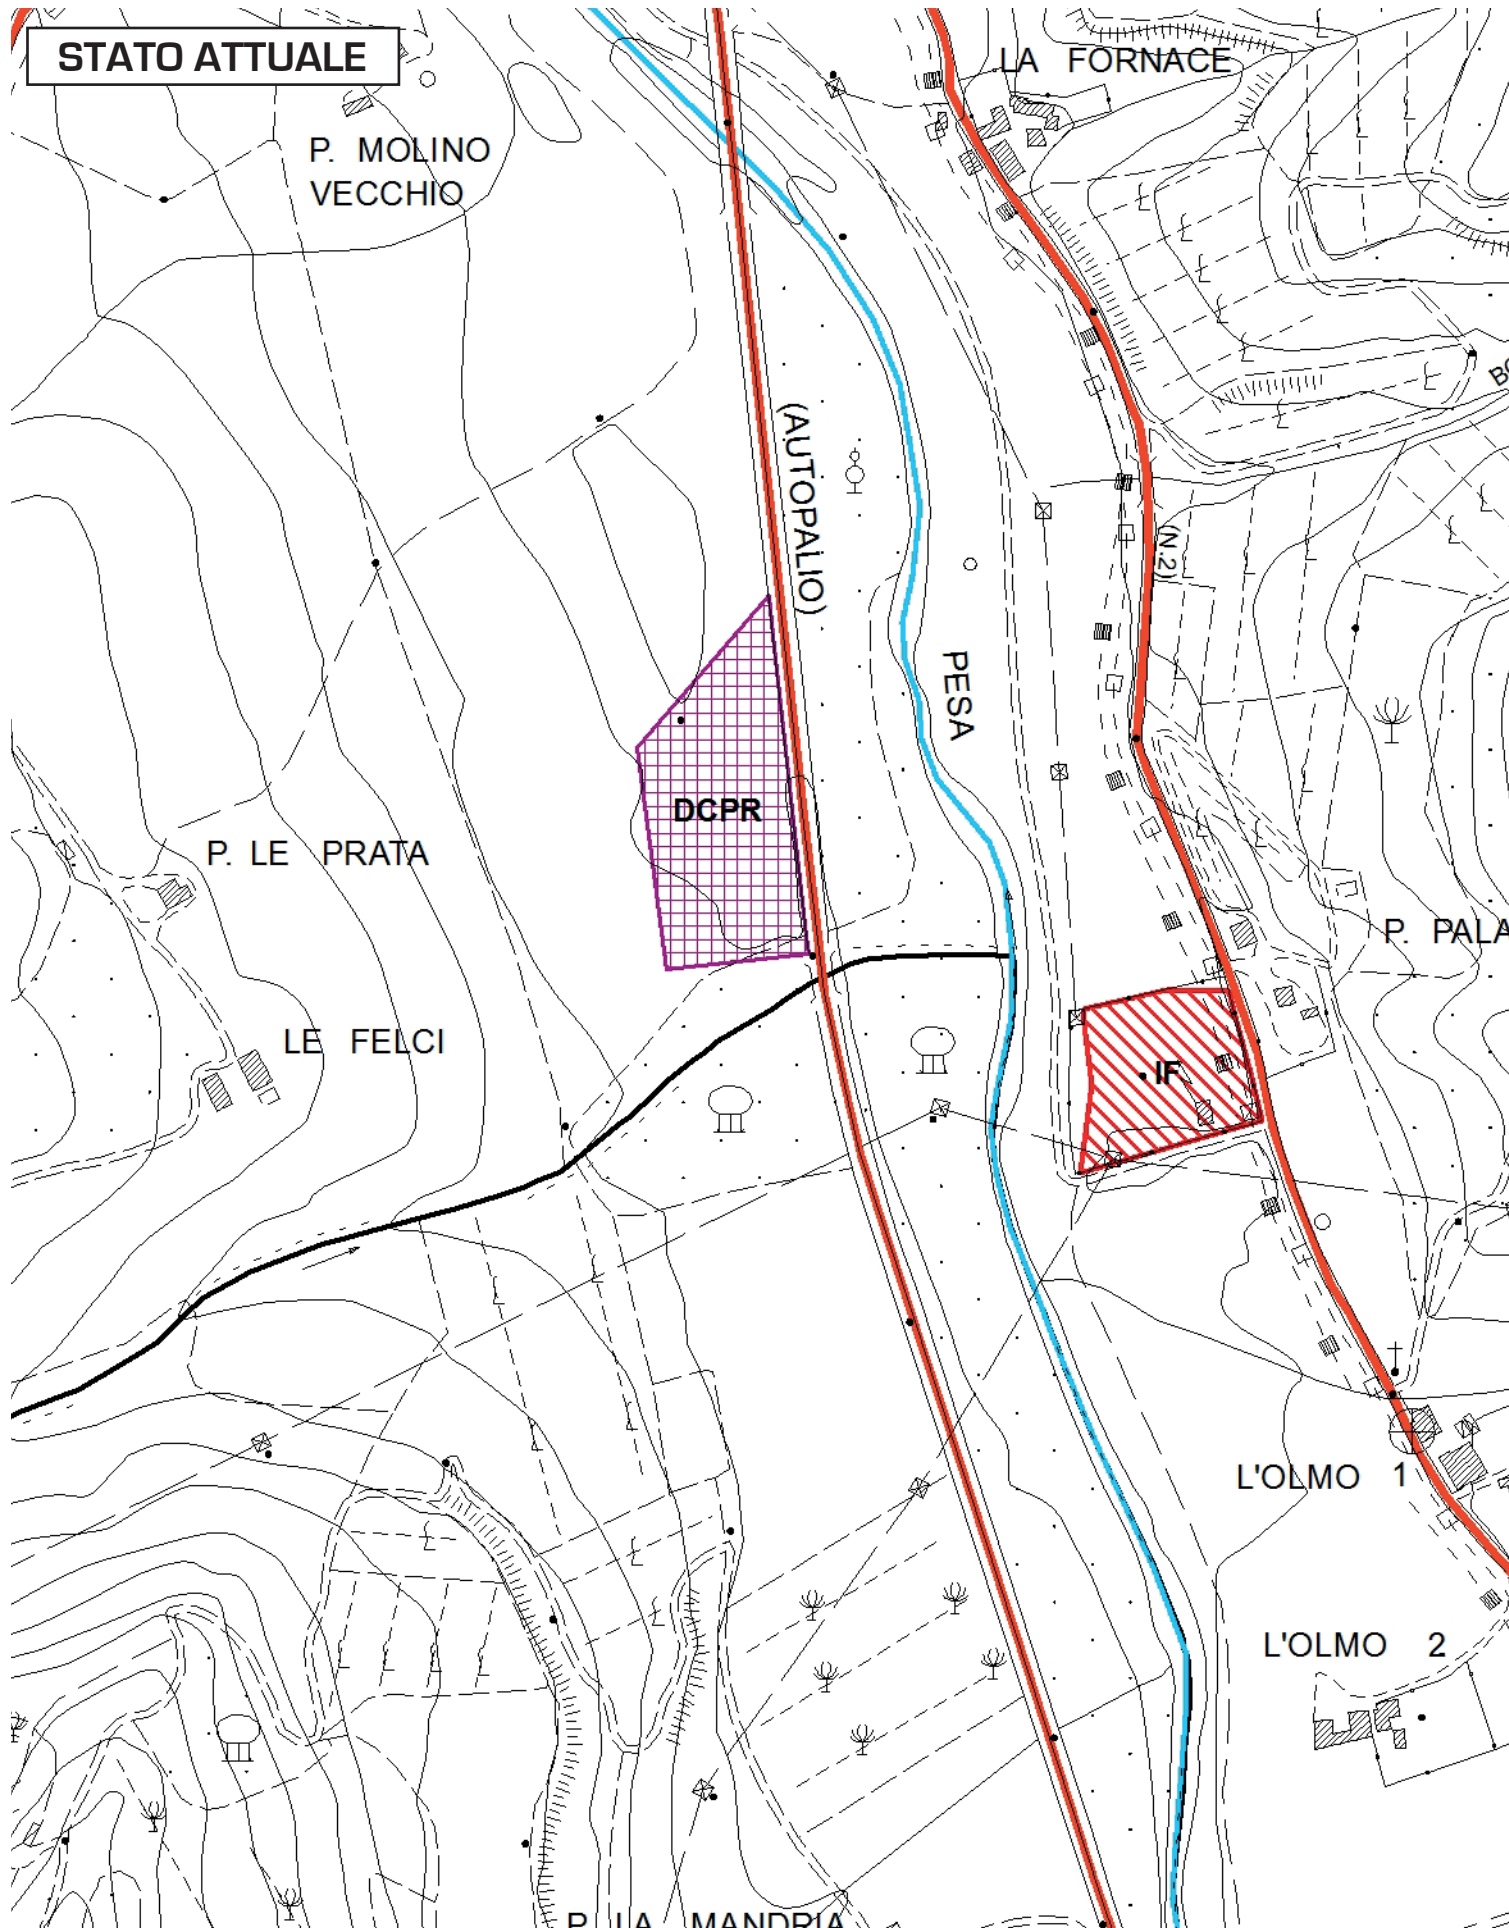 STATO ATTUALE
LA FORNACE
P. MOLINO
VECCHIO
(AUTOPALIO)
(N.2)
PESA
DCPR
P. LE PRATA
P. PALA
LE FELCI
IF
L'OLMO 1
L'OLMO 2
P. LA MANDRIA